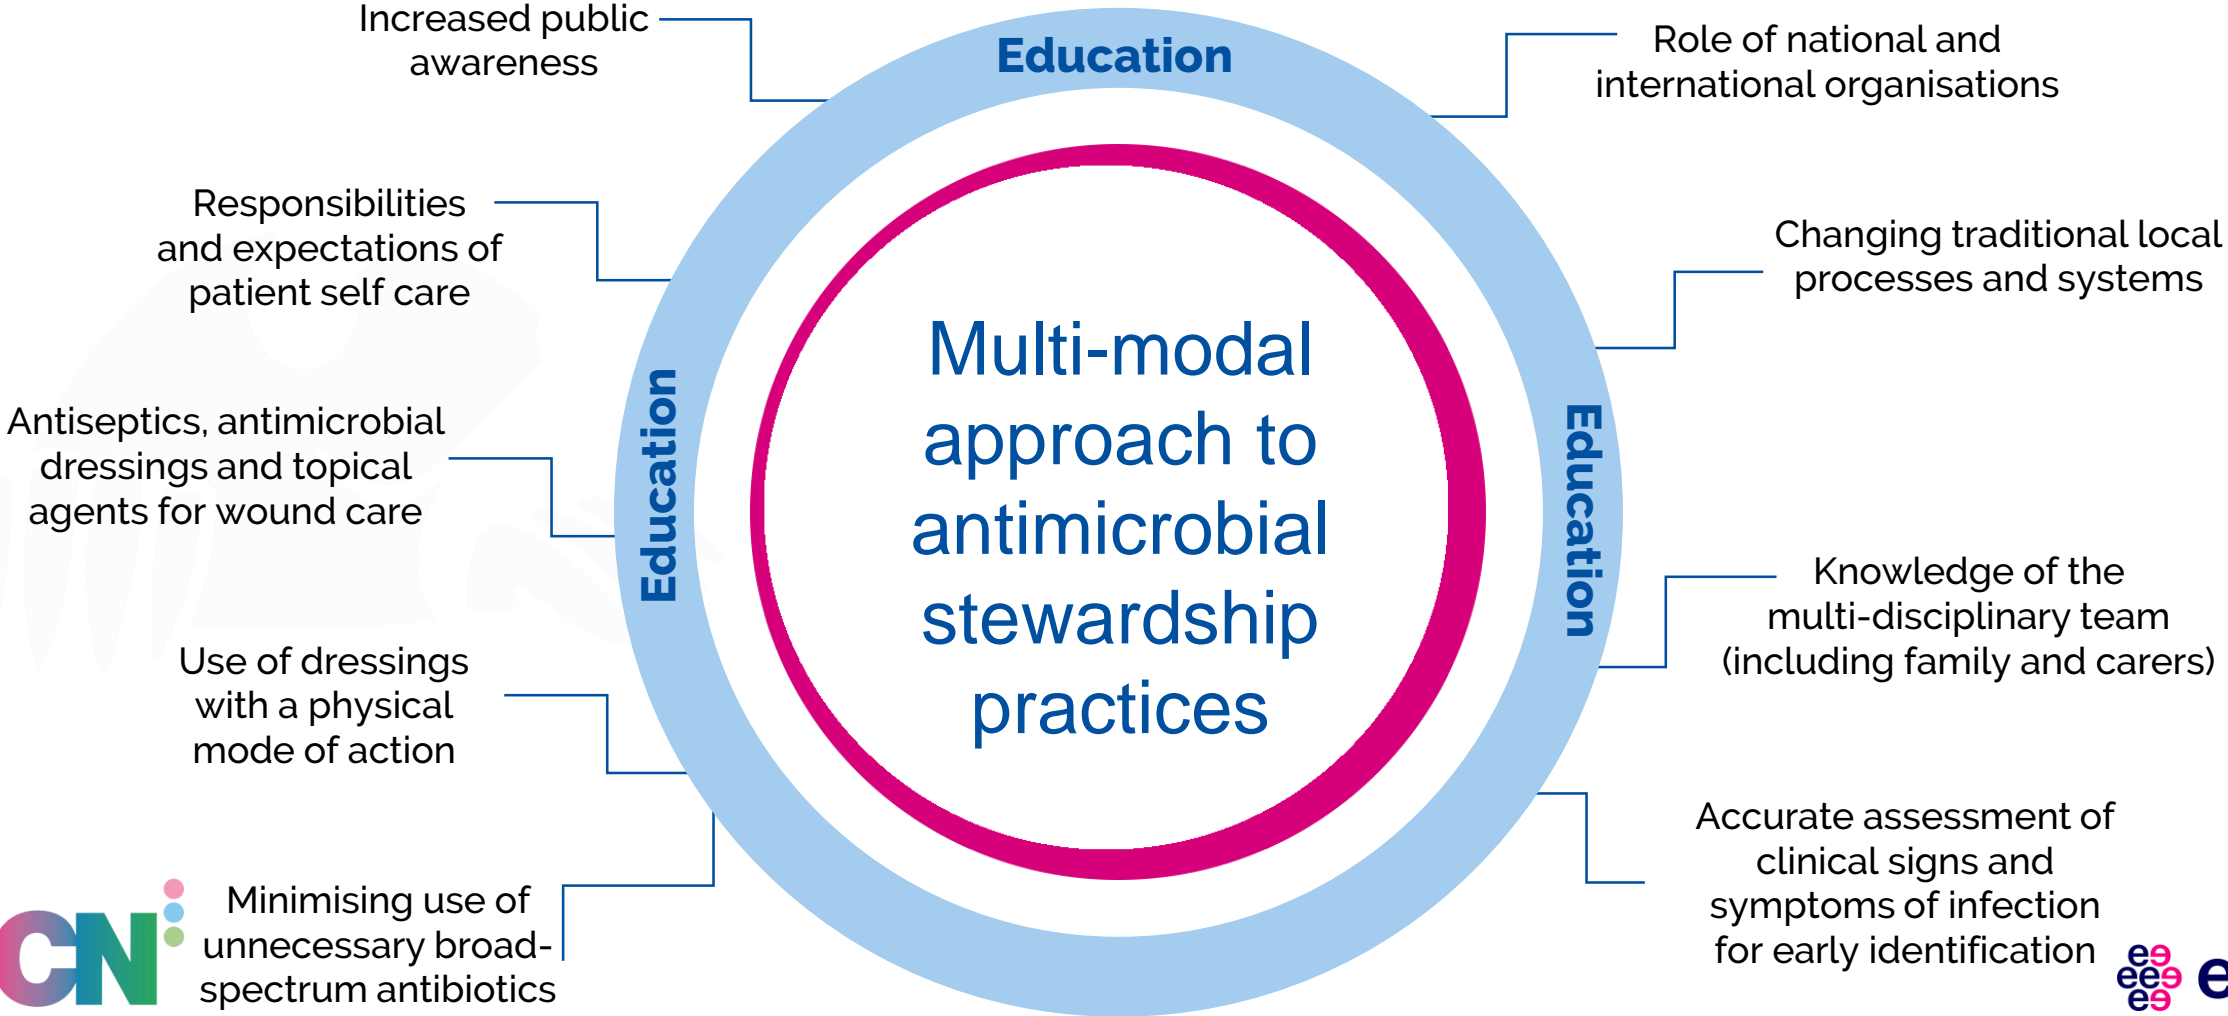 Increased public
awareness
Education
Role of national and
international organisations
Responsibilities
and expectations of
patient self care
Changing traditional local
processes and systems
Antiseptics, antimicrobial
dressings and topical
agents for wound care
Education
Multi-modal
approach to
antimicrobial
stewardship
practices
Education
Knowledge of the
multi-disciplinary team
(including family and carers)
Use of dressings
with a physical
mode of action
Accurate assessment of
clinical signs and
symptoms of infection
for early identification
Minimising use of
unnecessary broad-
spectrum antibiotics
CN
e